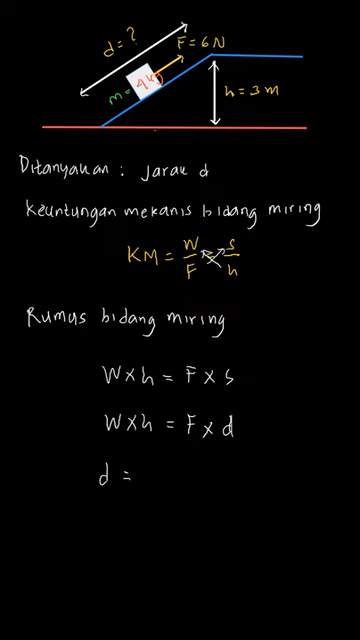 d = ?
F = 6 N
m = 4 kg
h = 3 m
Ditanyakan : jarak d
Keuntungan mekanis bidang miring
KM = W/F = s/h
Rumus bidang miring
W x h = F x s
W x h = F x d
d =